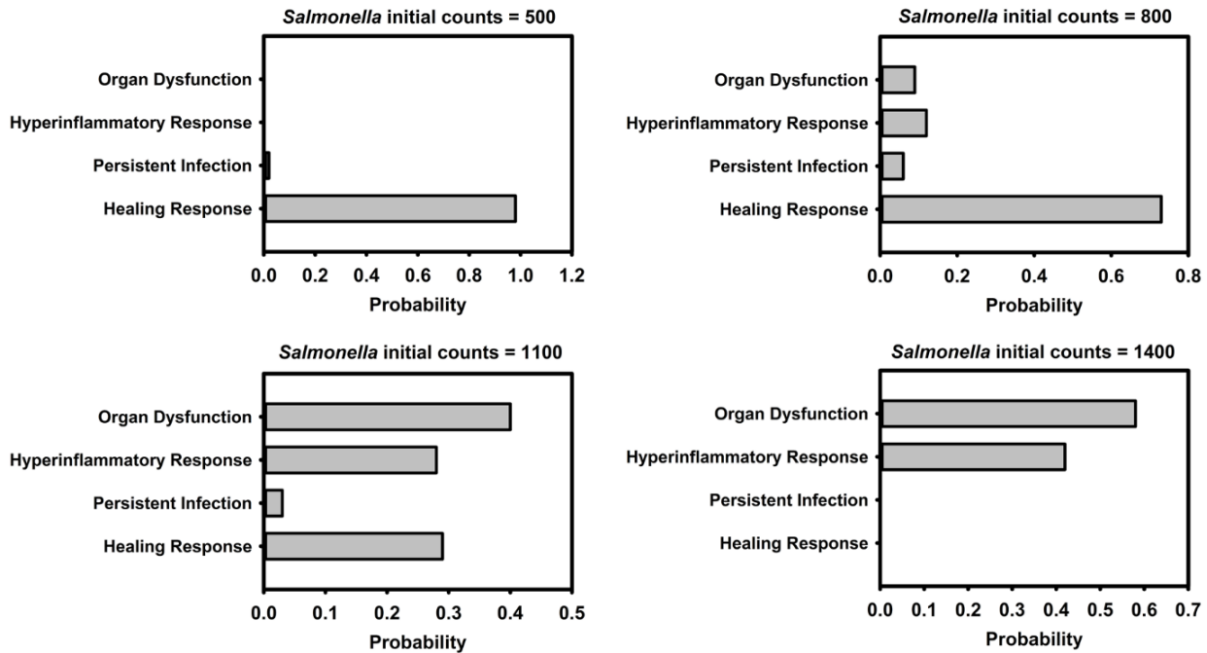 Salmonella initial counts = 500
Organ Dysfunction
Hyperinflammatory Response
Persistent Infection
Healing Response
0.0 0.2 0.4 0.6 0.8 1.0 1.2
Probability
Salmonella initial counts = 800
Organ Dysfunction
Hyperinflammatory Response
Persistent Infection
Healing Response
0.0 0.2 0.4 0.6 0.8
Probability
Salmonella initial counts = 1100
Organ Dysfunction
Hyperinflammatory Response
Persistent Infection
Healing Response
0.0 0.1 0.2 0.3 0.4 0.5
Probability
Salmonella initial counts = 1400
Organ Dysfunction
Hyperinflammatory Response
Persistent Infection
Healing Response
0.0 0.1 0.2 0.3 0.4 0.5 0.6 0.7
Probability